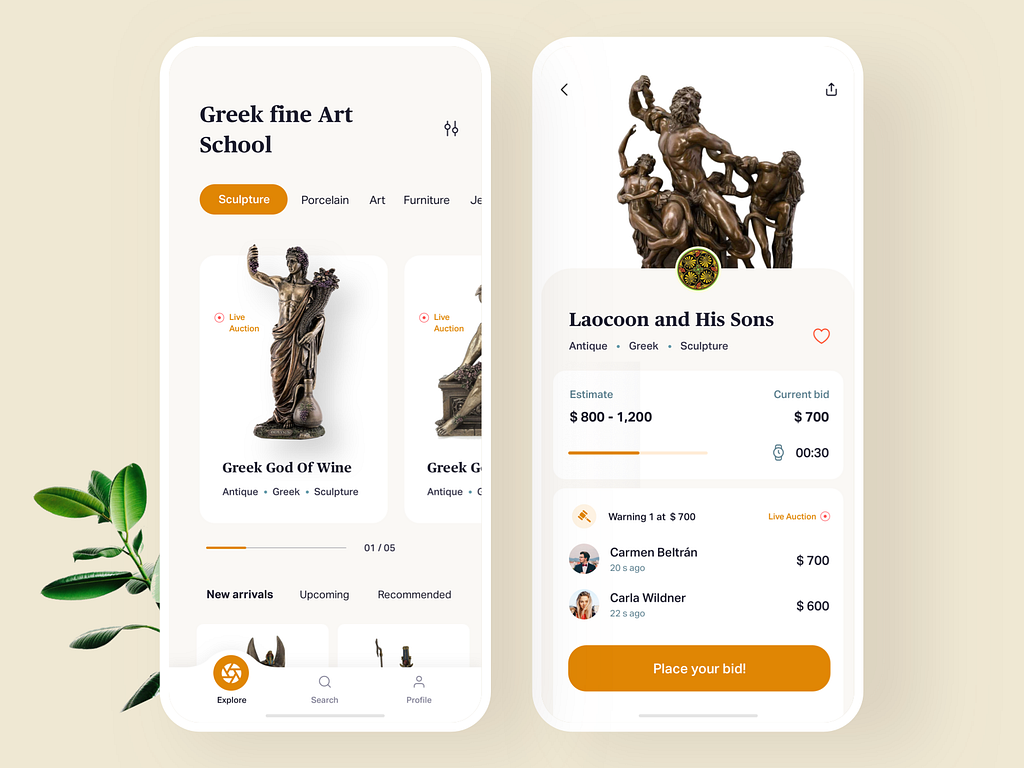 Greek fine Art
School
Sculpture
Porcelain
Art
Furniture
Je
Live
Auction
Live
Auction
Greek God Of Wine
Greek G
Antique • Greek • Sculpture
Antique •
01 / 05
New arrivals
Upcoming
Recommended
Explore
Search
Profile
Laocoon and His Sons
Antique • Greek • Sculpture
Estimate
Current bid
$ 800 - 1,200
$ 700
00:30
Warning 1 at $ 700
Live Auction
Carmen Beltrán
20 s ago
$ 700
Carla Wildner
22 s ago
$ 600
Place your bid!